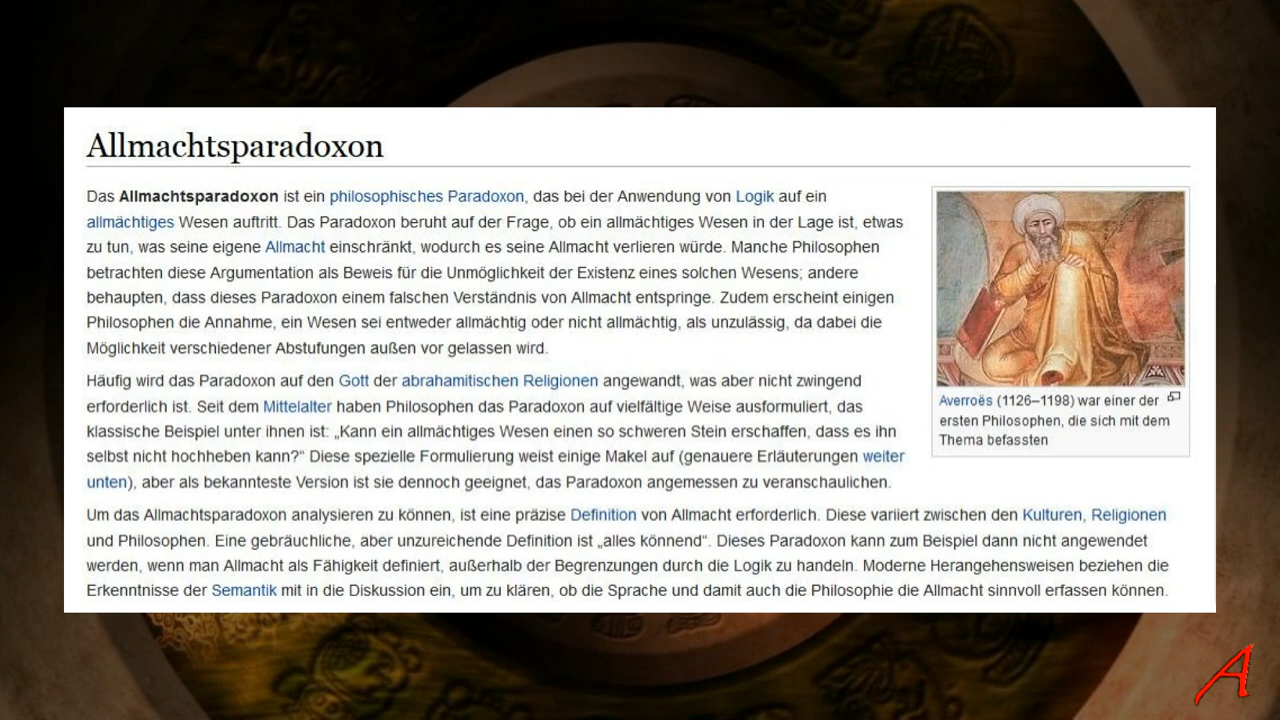 Allmachtsparadoxon
Das Allmachtsparadoxon ist ein philosophisches Paradoxon, das bei der Anwendung von Logik auf ein
allmächtiges Wesen auftritt. Das Paradoxon beruht auf der Frage, ob ein allmächtiges Wesen in der Lage ist, etwas
zu tun, was seine eigene Allmacht einschränkt, wodurch es seine Allmacht verlieren würde. Manche Philosophen
betrachten diese Argumentation als Beweis für die Unmöglichkeit der Existenz eines solchen Wesens; andere
behaupten, dass dieses Paradoxon einem falschen Verständnis von Allmacht entspringe. Zudem erscheint einigen
Philosophen die Annahme, ein Wesen sei entweder allmächtig oder nicht allmächtig, als unzulässig, da dabei die
Möglichkeit verschiedener Abstufungen außen vor gelassen wird.
Häufig wird das Paradoxon auf den Gott der abrahamitischen Religionen angewandt, was aber nicht zwingend
erforderlich ist. Seit dem Mittelalter haben Philosophen das Paradoxon auf vielfältige Weise ausformuliert, das
klassische Beispiel unter ihnen ist: „Kann ein allmächtiges Wesen einen so schweren Stein erschaffen, dass es ihn
selbst nicht hochheben kann?“ Diese spezielle Formulierung weist einige Makel auf (genauere Erläuterungen weiter
unten), aber als bekannteste Version ist sie dennoch geeignet, das Paradoxon angemessen zu veranschaulichen.
Averroës (1126–1198) war einer der
ersten Philosophen, die sich mit dem
Thema befassten
Um das Allmachtsparadoxon analysieren zu können, ist eine präzise Definition von Allmacht erforderlich. Diese variiert zwischen den Kulturen, Religionen
und Philosophen. Eine gebräuchliche, aber unzureichende Definition ist „alles könnend“. Dieses Paradoxon kann zum Beispiel dann nicht angewendet
werden, wenn man Allmacht als Fähigkeit definiert, außerhalb der Begrenzungen durch die Logik zu handeln. Moderne Herangehensweisen beziehen die
Erkenntnisse der Semantik mit in die Diskussion ein, um zu klären, ob die Sprache und damit auch die Philosophie die Allmacht sinnvoll erfassen können.
A